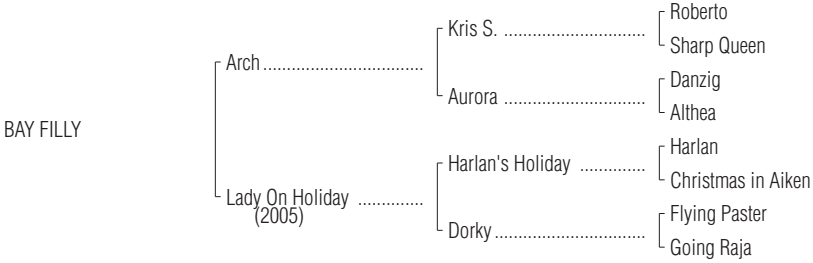 Roberto
Kris S. ..............................
Sharp Queen
Arch ..................................
Danzig
Aurora ..............................
Althea
BAY FILLY
Harlan
Harlan's Holiday ..............
Christmas in Aiken
Lady On Holiday ..............
(2005)
Flying Paster
Dorky ................................
Going Raja